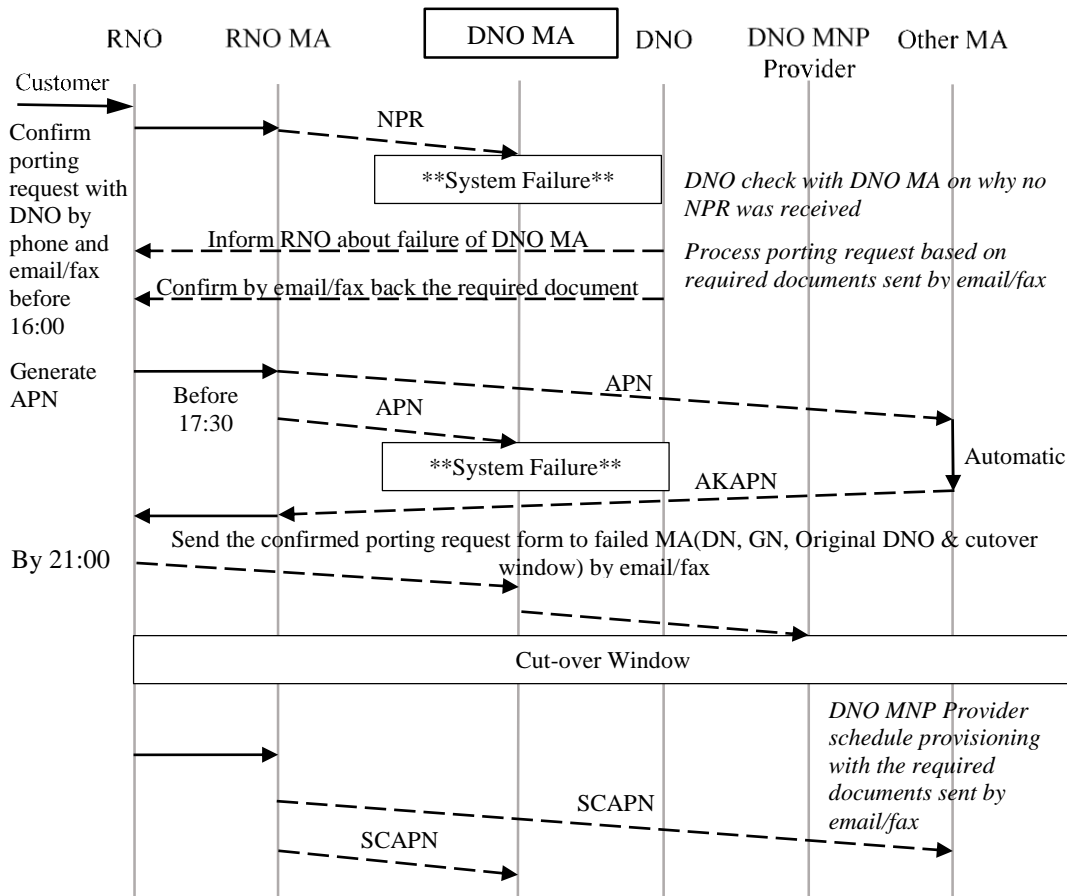 RNO
RNO MA
DNO MA
DNO
DNO MNP
Provider
Other MA
Customer
NPR
Confirm
porting
request with
DNO by
phone and
email/fax
before
16:00
**System Failure**
DNO check with DNO MA on why no
NPR was received
Inform RNO about failure of DNO MA
Process porting request based on
required documents sent by email/fax
Confirm by email/fax back the required document
Generate
APN
Before
17:30
APN
APN
**System Failure**
Automatic
AKAPN
Send the confirmed porting request form to failed MA(DN, GN, Original DNO & cutover
window) by email/fax
By 21:00
Cut-over Window
DNO MNP Provider
schedule provisioning
with the required
documents sent by
email/fax
SCAPN
SCAPN